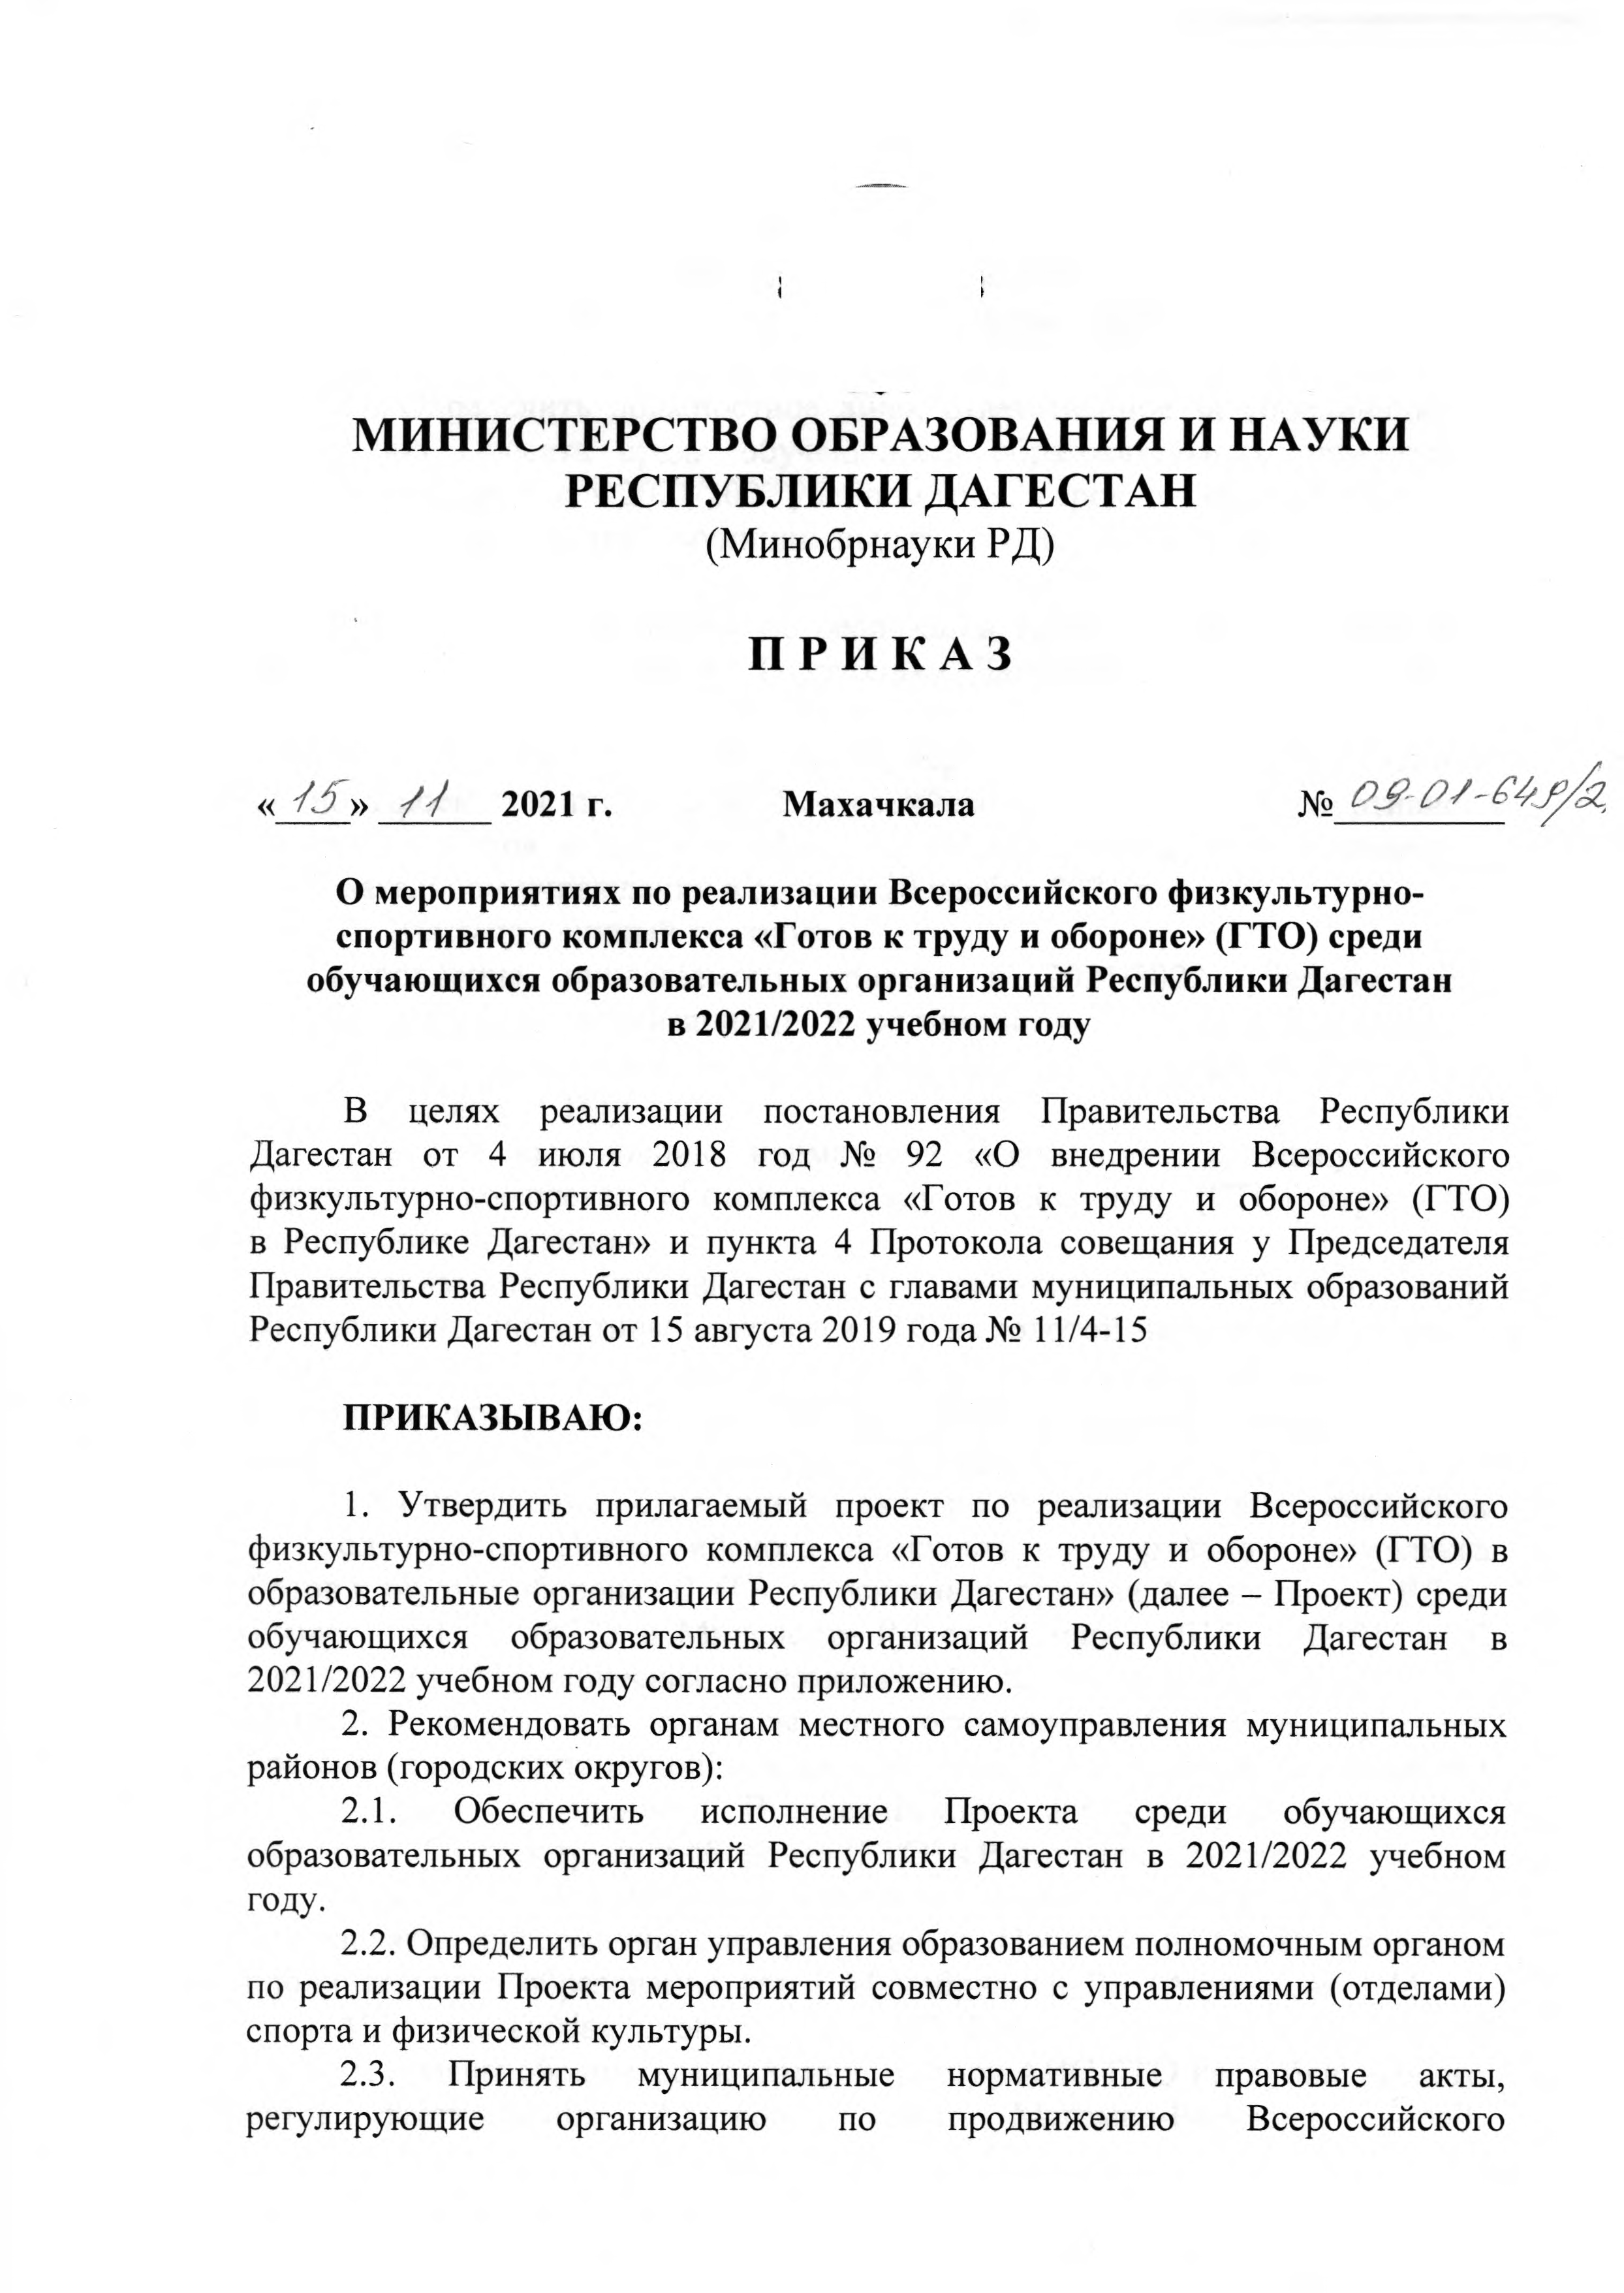 МИНИСТЕРСТВО ОБРАЗОВАНИЯ И НАУКИ
РЕСПУБЛИКИ ДАГЕСТАН
(Минобрнауки РД)
П Р И К А З
«15» 11 2021 г. Махачкала № 09-01-649/2
О мероприятиях по реализации Всероссийского физкультурно-
спортивного комплекса «Готов к труду и обороне» (ГТО) среди
обучающихся образовательных организаций Республики Дагестан
в 2021/2022 учебном году
В целях реализации постановления Правительства Республики
Дагестан от 4 июля 2018 год № 92 «О внедрении Всероссийского
физкультурно-спортивного комплекса «Готов к труду и обороне» (ГТО)
в Республике Дагестан» и пункта 4 Протокола совещания у Председателя
Правительства Республики Дагестан с главами муниципальных образований
Республики Дагестан от 15 августа 2019 года № 11/4-15
ПРИКАЗЫВАЮ:
1. Утвердить прилагаемый проект по реализации Всероссийского
физкультурно-спортивного комплекса «Готов к труду и обороне» (ГТО) в
образовательные организации Республики Дагестан» (далее – Проект) среди
обучающихся образовательных организаций Республики Дагестан в
2021/2022 учебном году согласно приложению.
2. Рекомендовать органам местного самоуправления муниципальных
районов (городских округов):
2.1. Обеспечить исполнение Проекта среди обучающихся
образовательных организаций Республики Дагестан в 2021/2022 учебном
году.
2.2. Определить орган управления образованием полномочным органом
по реализации Проекта мероприятий совместно с управлениями (отделами)
спорта и физической культуры.
2.3. Принять муниципальные нормативные правовые акты,
регулирующие организацию по продвижению Всероссийского